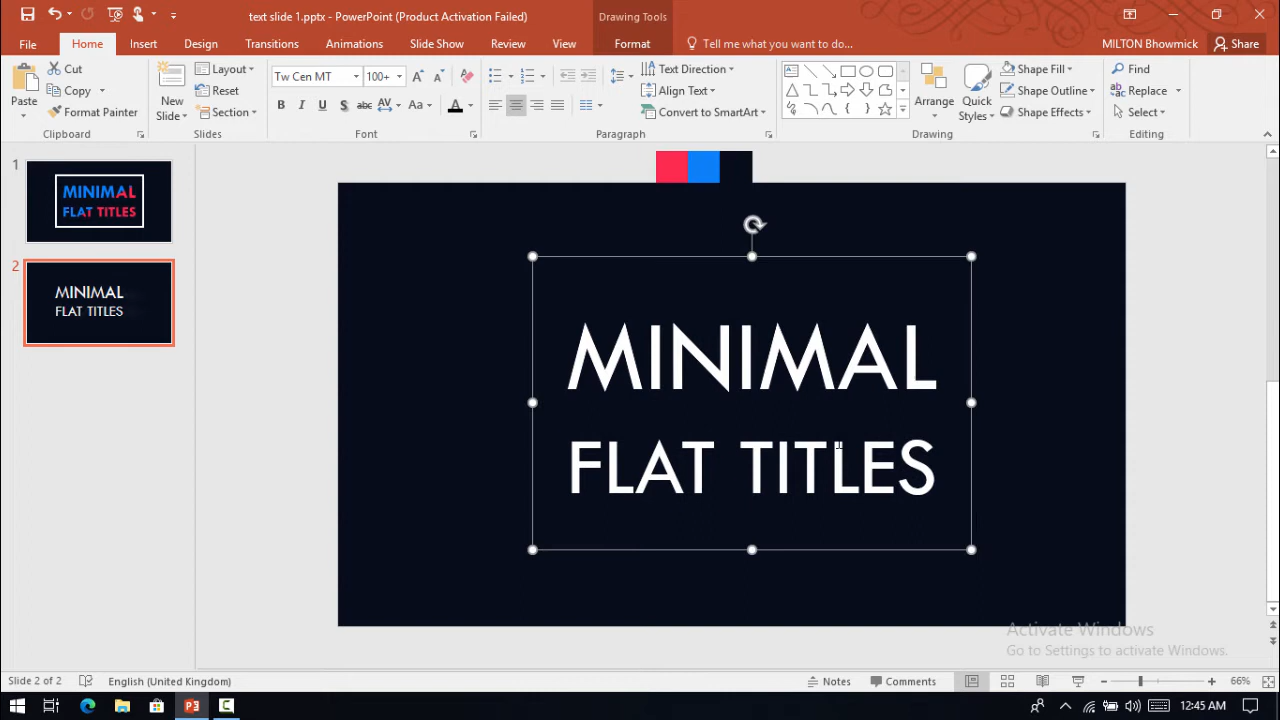 text slide 1.pptx - PowerPoint (Product Activation Failed)
Drawing Tools
File Home Insert Design Transitions Animations Slide Show Review View Format Tell me what you want to do... MILTON Bhowmick Share
Paste
Cut
Copy
Format Painter
Clipboard
New
Slide
Layout
Reset
Section
Slides
Tw Cen MT 100+
B I U S abc AV Aa A
Font
Text Direction
Align Text
Convert to SmartArt
Paragraph
Arrange
Quick
Styles
Shape Fill
Shape Outline
Shape Effects
Drawing
Find
Replace
Select
Editing
1
MINIMAL
FLAT TITLES
2
MINIMAL
FLAT TITLES
MINIMAL
FLAT TITLES
Activate Windows
Go to Settings to activate Windows.
Slide 2 of 2 English (United Kingdom) Notes Comments 66%
12:45 AM